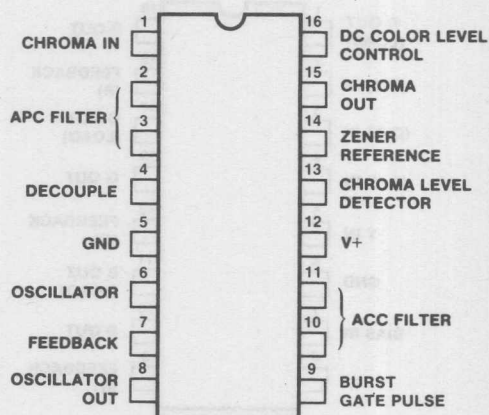 1
CHROMA IN
2
APC FILTER
3
4
DECOUPLE
5
GND
6
OSCILLATOR
7
FEEDBACK
8
OSCILLATOR
OUT
16
DC COLOR LEVEL
CONTROL
15
CHROMA
OUT
14
ZENER
REFERENCE
13
CHROMA LEVEL
DETECTOR
12
V+
11
ACC FILTER
10
9
BURST
GATE PULSE